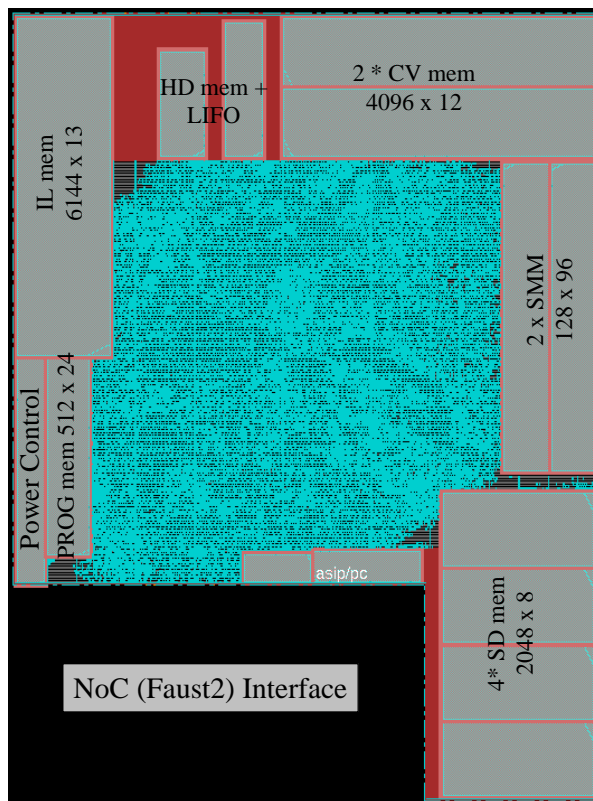 HD mem +
LIFO
2 * CV mem
4096 x 12
IL mem
6144 x 13
2 x SMM
128 x 96
Power Control
PROG mem 512 x 24
asip/pc
4* SD mem
2048 x 8
NoC (Faust2) Interface